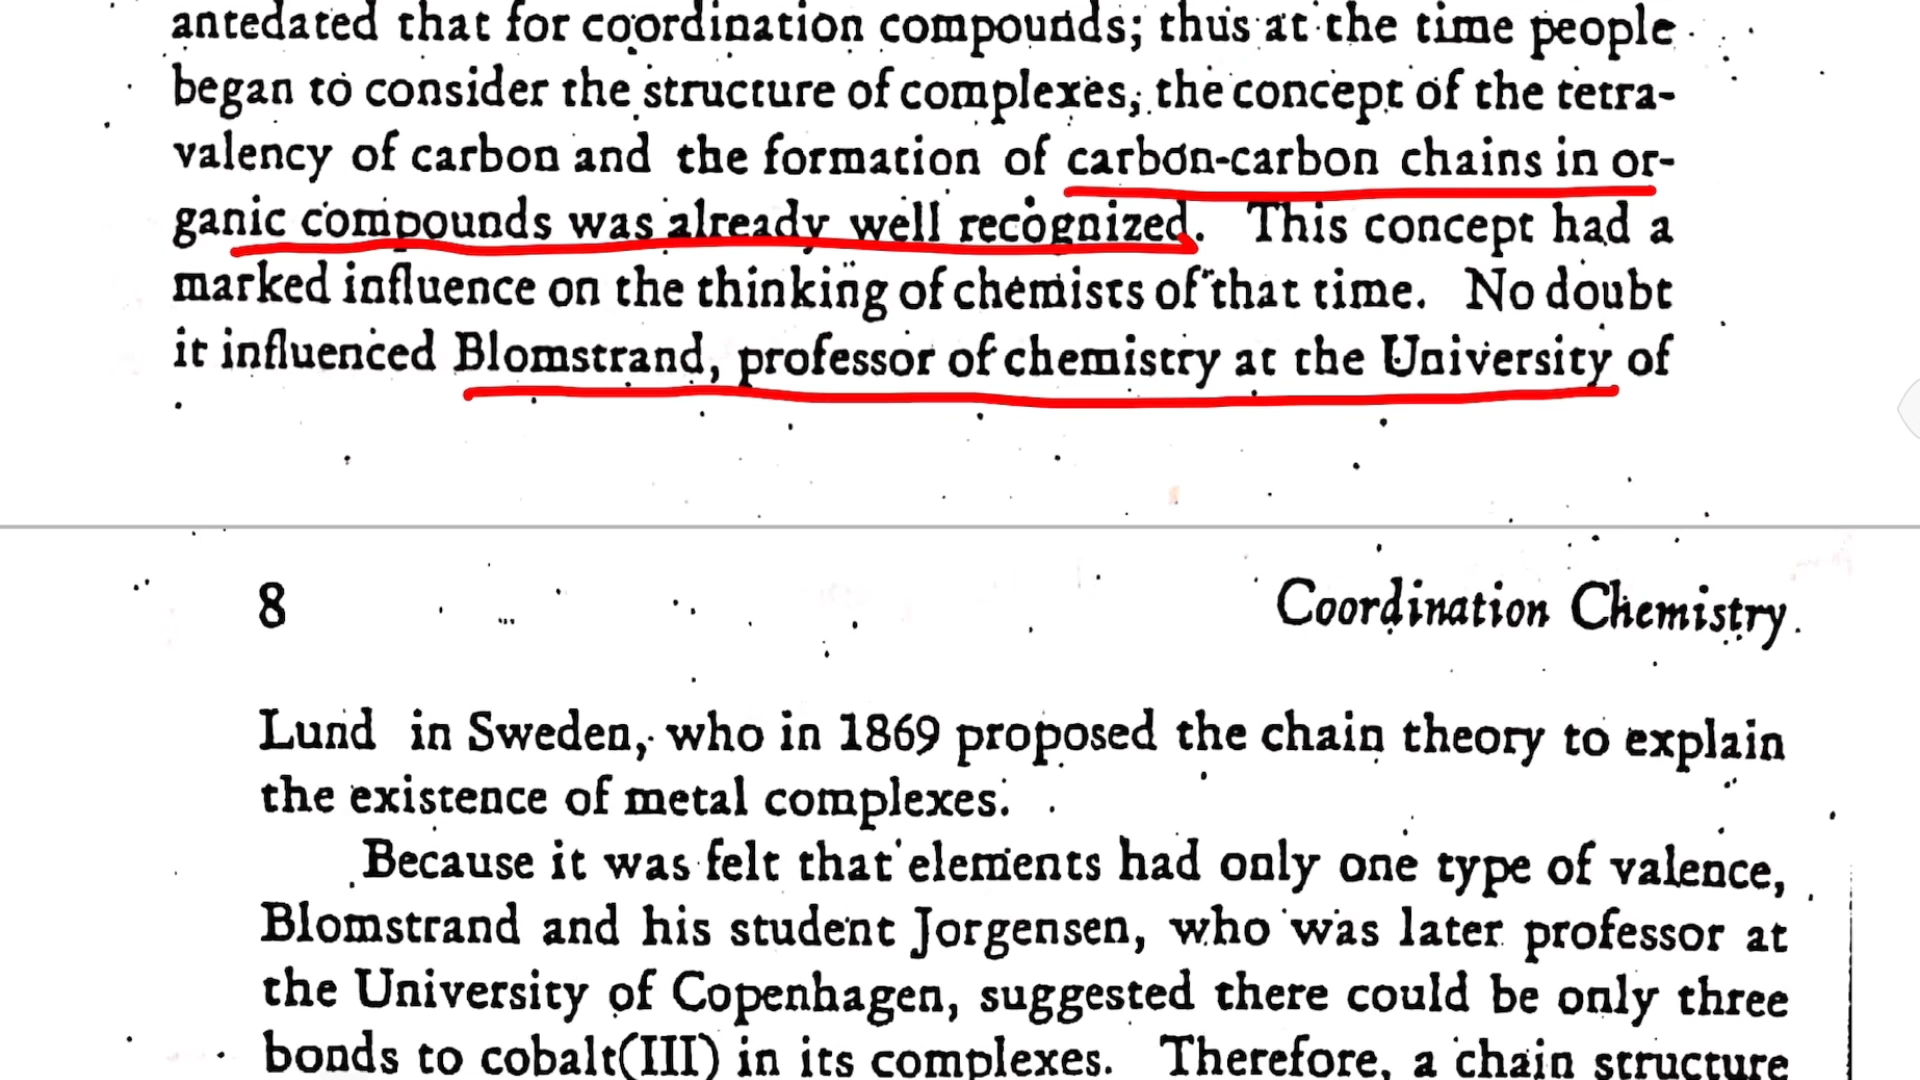 antedated that for coordination compounds; thus at the time people
began to consider the structure of complexes, the concept of the tetra-
valency of carbon and the formation of carbon-carbon chains in or-
ganic compounds was already well recognized. This concept had a
marked influence on the thinking of chemists of that time. No doubt
it influenced Blomstrand, professor of chemistry at the University of
8 Coordination Chemistry
Lund in Sweden, who in 1869 proposed the chain theory to explain
the existence of metal complexes.
Because it was felt that elements had only one type of valence,
Blomstrand and his student Jorgensen, who was later professor at
the University of Copenhagen, suggested there could be only three
bonds to cobalt(III) in its complexes. Therefore, a chain structure